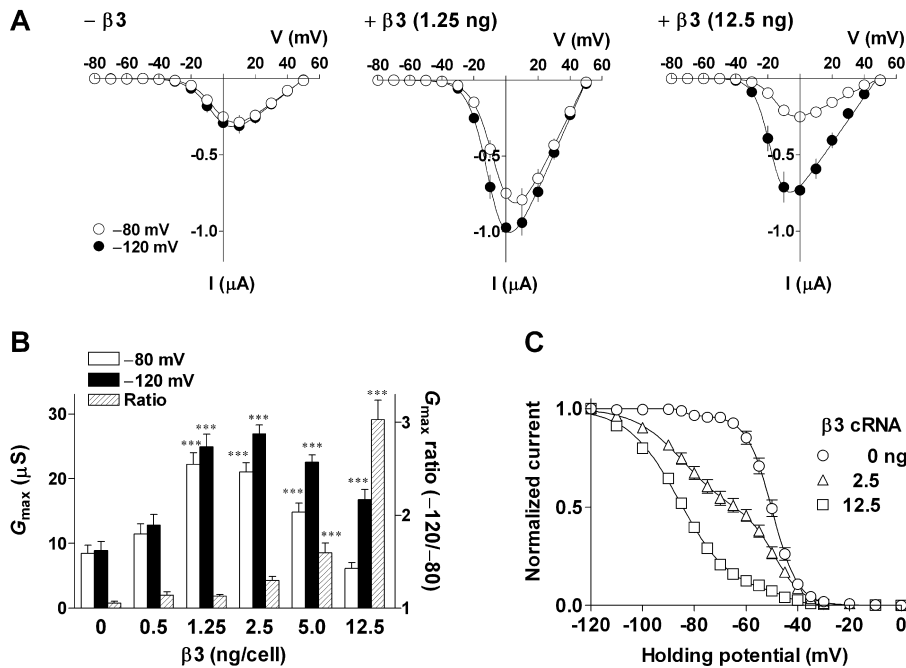 A
− β3
+ β3 (1.25 ng)
+ β3 (12.5 ng)
V (mV)
V (mV)
V (mV)
-80 -60 -40 -20 0 20 40 60
-80 -60 -40 -20 0 20 40 60
-80 -60 -40 -20 0 20 40 60
-0.5
-0.5
-0.5
-1.0
-1.0
-1.0
−80 mV
−120 mV
I (μA)
I (μA)
I (μA)
B
−80 mV
−120 mV
Ratio
Gmax (μS)
30
20
10
0
*** *** *** *** *** *** *** *** ***
3
2
1
Gmax ratio (−120/−80)
0 0.5 1.25 2.5 5.0 12.5
β3 (ng/cell)
C
Normalized current
1.0
0.5
0.0
β3 cRNA
0 ng
2.5
12.5
-120 -100 -80 -60 -40 -20 0
Holding potential (mV)